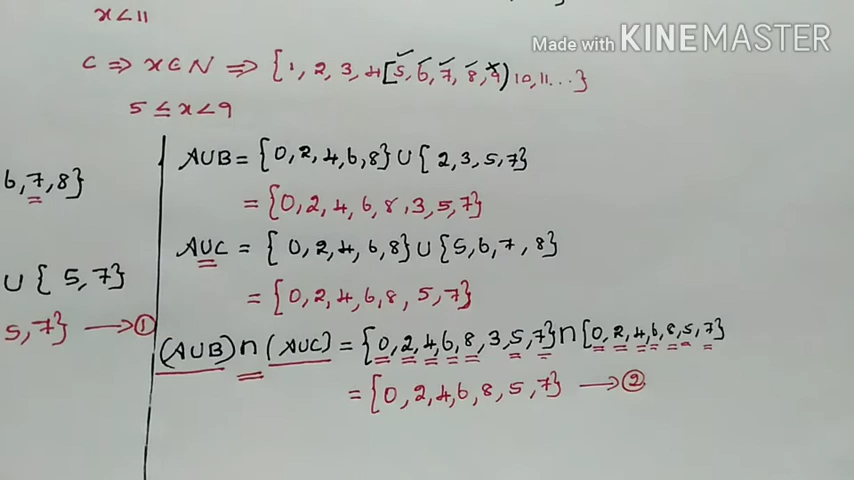 x<11
Made with KINEMASTER
C ⇒ x∈N ⇒ {1, 2, 3, 4[5, 6, 7, 8, 9) 10, 11...}
5 ≤ x < 9
6, 7, 8}
∪ { 5, 7}
5, 7} → ①
A∪B = {0, 2, 4, 6, 8} ∪ { 2, 3, 5, 7}
= {0, 2, 4, 6, 8, 3, 5, 7}
A∪C = { 0, 2, 4, 6, 8} ∪ {5, 6, 7, 8}
= {0, 2, 4, 6, 8, 5, 7}
(A∪B) ∩ (A∪C) = {0, 2, 4, 6, 8, 3, 5, 7} ∩ {0, 2, 4, 6, 8, 5, 7}
= {0, 2, 4, 6, 8, 5, 7} → ②